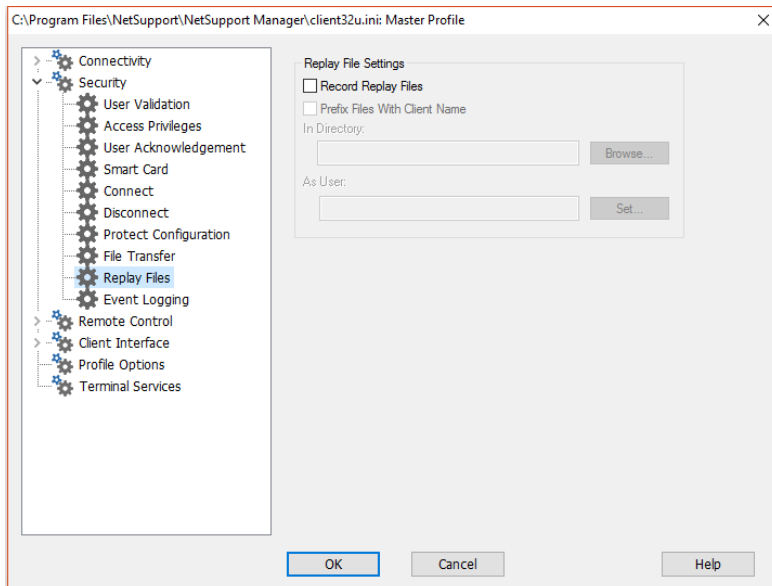 C:\Program Files\NetSupport\NetSupport Manager\client32u.ini: Master Profile
Connectivity
Security
User Validation
Access Privileges
User Acknowledgement
Smart Card
Connect
Disconnect
Protect Configuration
File Transfer
Replay Files
Event Logging
Remote Control
Client Interface
Profile Options
Terminal Services
Replay File Settings
Record Replay Files
Prefix Files With Client Name
In Directory:
Browse...
As User:
Set...
OK
Cancel
Help